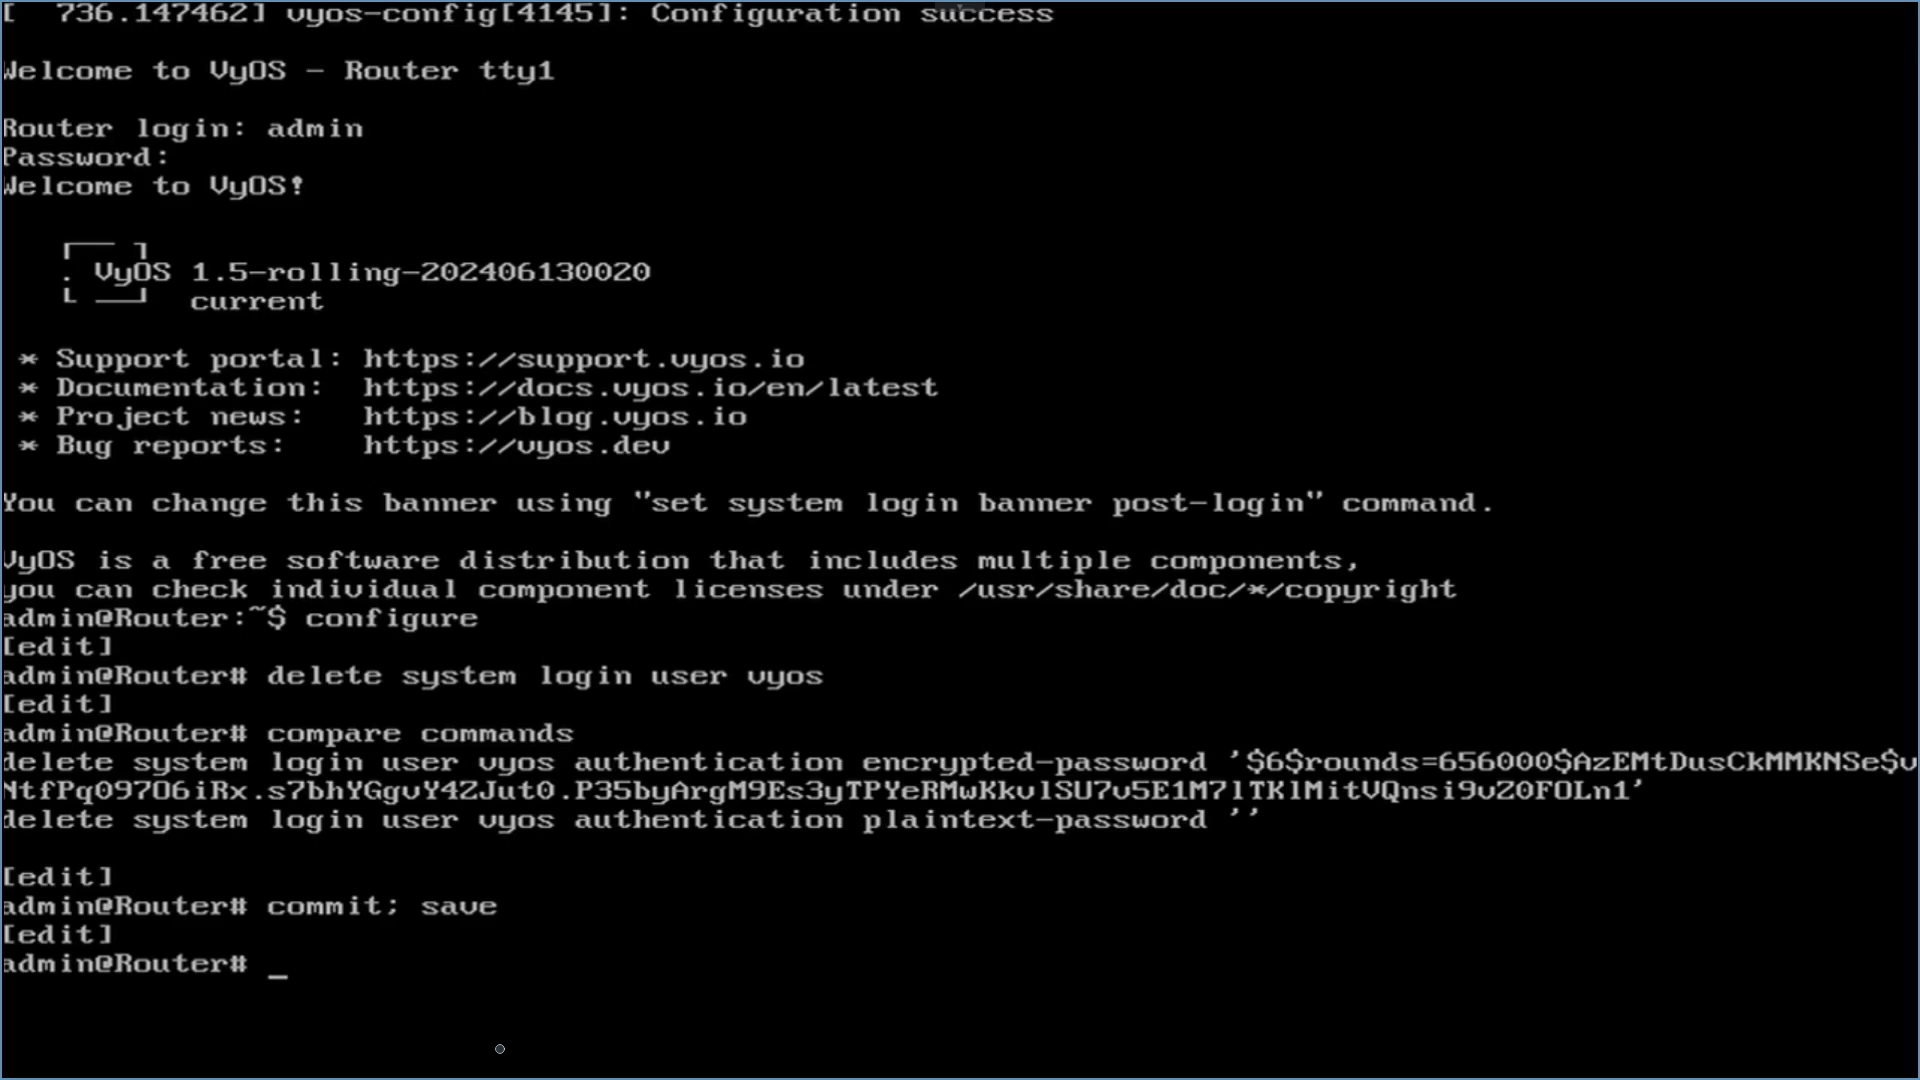 [   736.147462] vyos-config[4145]: Configuration success
Welcome to VyOS - Router tty1
Router login: admin
Password:
Welcome to VyOS!
. VyOS 1.5-rolling-202406130020
current
* Support portal: https://support.vyos.io
* Documentation:  https://docs.vyos.io/en/latest
* Project news:   https://blog.vyos.io
* Bug reports:    https://vyos.dev
You can change this banner using "set system login banner post-login" command.
VyOS is a free software distribution that includes multiple components,
you can check individual component licenses under /usr/share/doc/*/copyright
admin@Router:~$ configure
[edit]
admin@Router# delete system login user vyos
[edit]
admin@Router# compare commands
delete system login user vyos authentication encrypted-password '$6$rounds=656000$AzEMtDusCkMMKNSe$v
NtfPq097O6iRx.s7bhYGgvY4ZJut0.P35byArgM9Es3yTPYeRMwKkvlSU7v5E1M7lTKlMitVQnsi9vZ0FOLn1'
delete system login user vyos authentication plaintext-password ''
[edit]
admin@Router# commit; save
[edit]
admin@Router# _